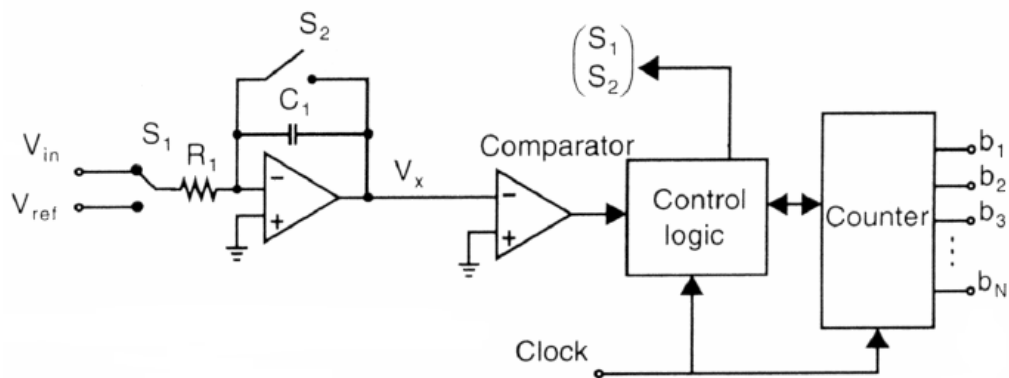 S2
C1
S1
R1
Vin
Vref
−
+
Vx
Comparator
−
+
(S1
S2)
Control
logic
Counter
b1
b2
b3
bN
Clock